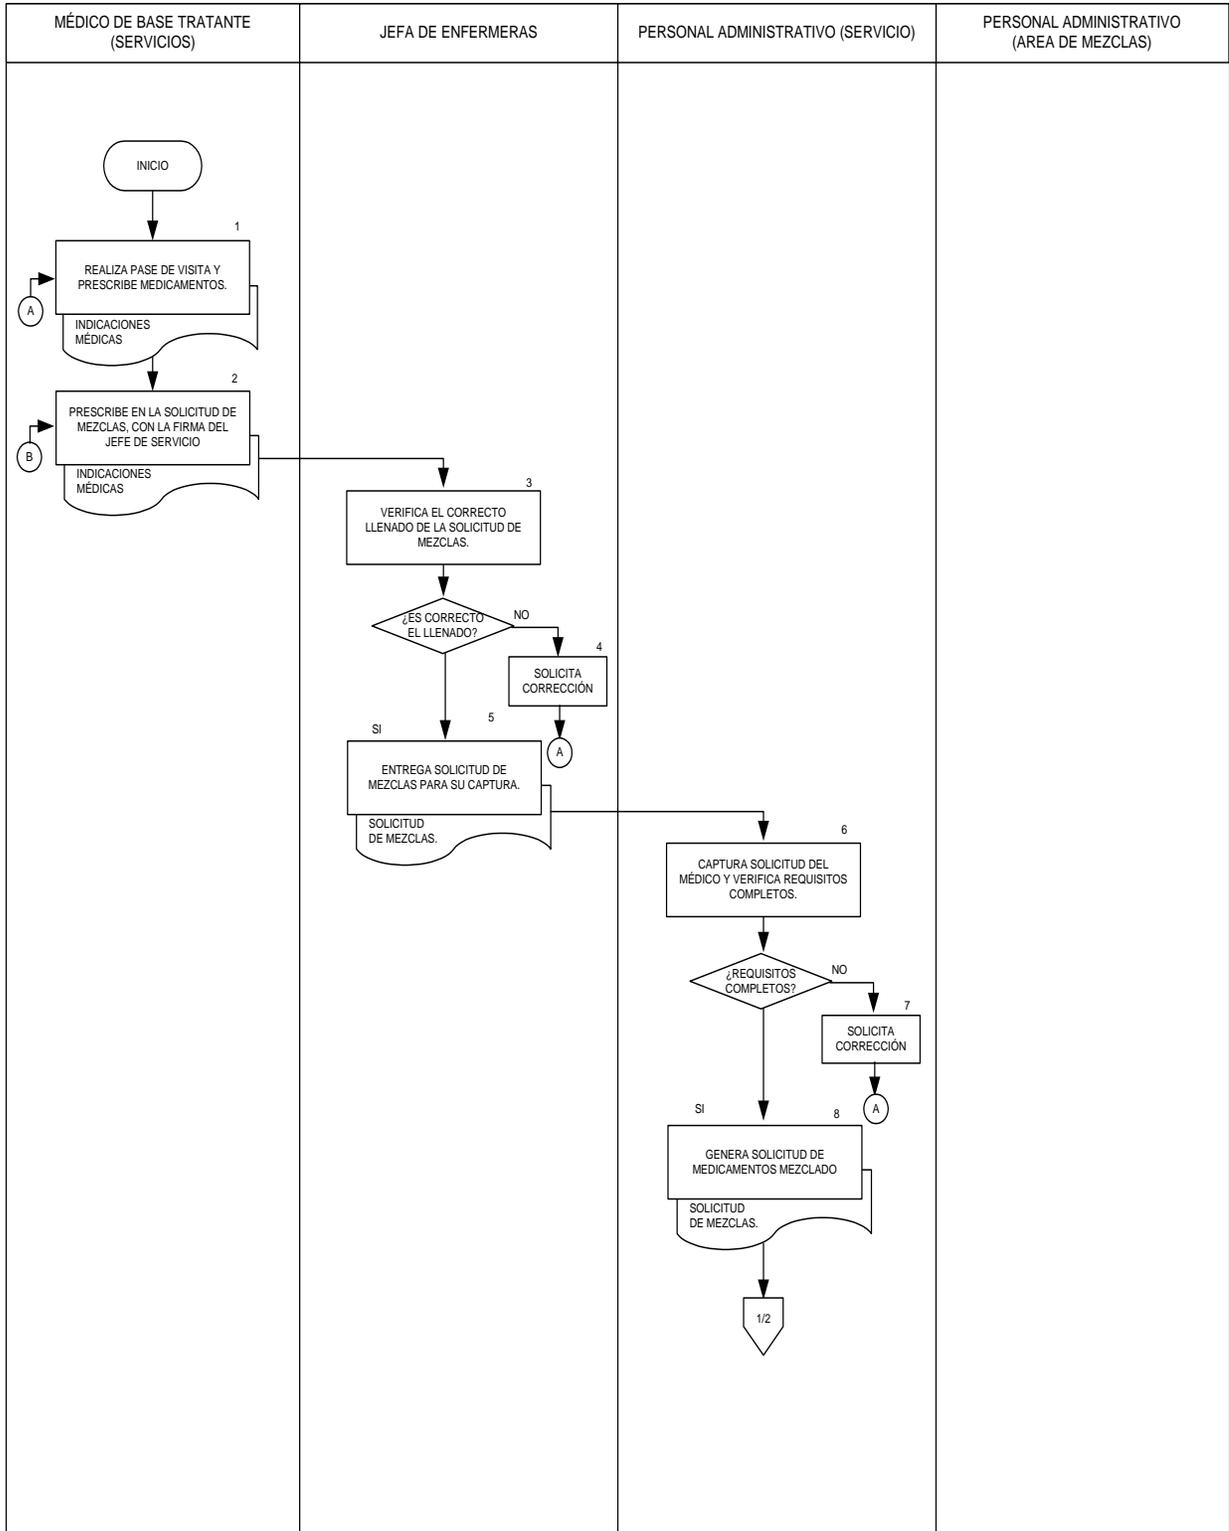 MÉDICO DE BASE TRATANTE
(SERVICIOS)
JEFA DE ENFERMERAS
PERSONAL ADMINISTRATIVO (SERVICIO)
PERSONAL ADMINISTRATIVO
(AREA DE MEZCLAS)
INICIO
1
REALIZA PASE DE VISITA Y
PRESCRIBE MEDICAMENTOS.
A
INDICACIONES
MÉDICAS
2
PRESCRIBE EN LA SOLICITUD DE
MEZCLAS, CON LA FIRMA DEL
JEFE DE SERVICIO
B
INDICACIONES
MÉDICAS
3
VERIFICA EL CORRECTO
LLENADO DE LA SOLICITUD DE
MEZCLAS.
¿ES CORRECTO
EL LLENADO?
NO
4
SOLICITA
CORRECCIÓN
A
SI
5
ENTREGA SOLICITUD DE
MEZCLAS PARA SU CAPTURA.
SOLICITUD
DE MEZCLAS.
6
CAPTURA SOLICITUD DEL
MÉDICO Y VERIFICA REQUISITOS
COMPLETOS.
¿REQUISITOS
COMPLETOS?
NO
7
SOLICITA
CORRECCIÓN
A
SI
8
GENERA SOLICITUD DE
MEDICAMENTOS MEZCLADO
SOLICITUD
DE MEZCLAS.
1/2